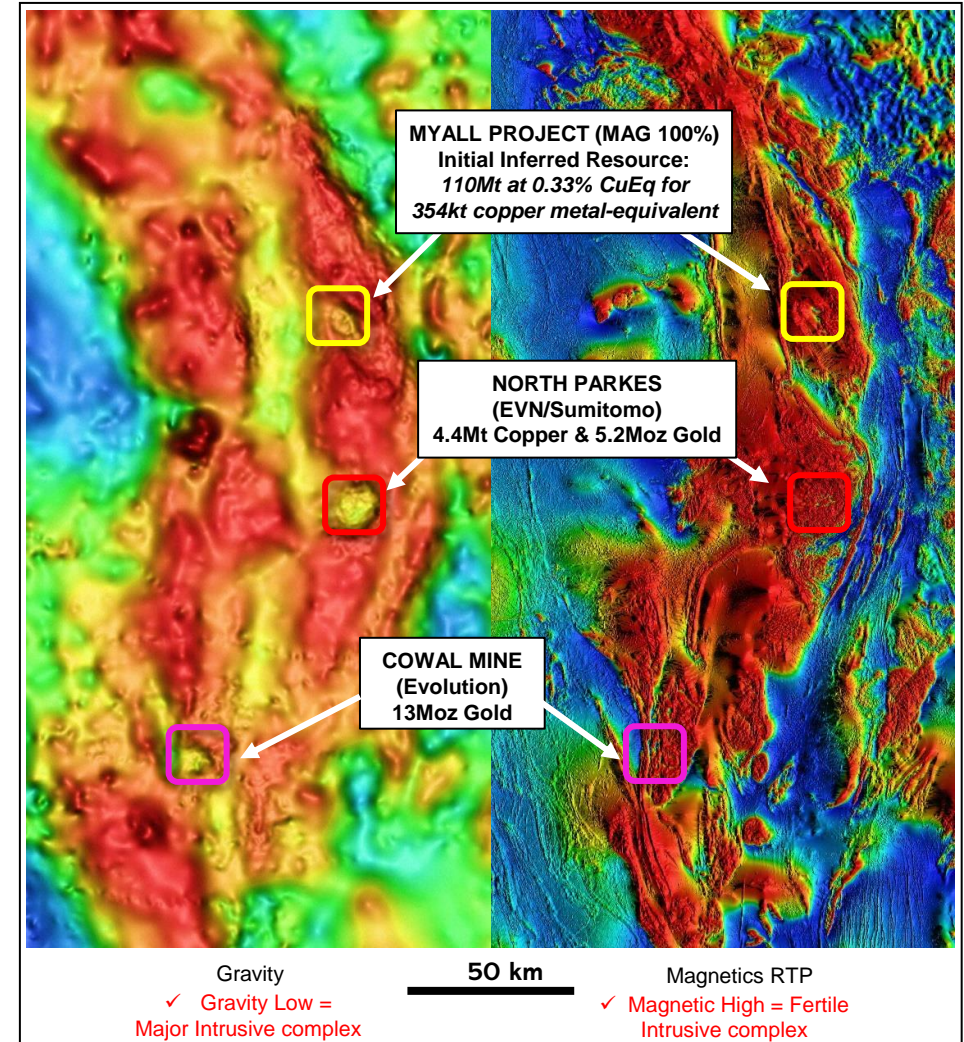 MYALL PROJECT (MAG 100%)
Initial Inferred Resource:
110Mt at 0.33% CuEq for
354kt copper metal-equivalent
NORTH PARKES
(EVN/Sumitomo)
4.4Mt Copper & 5.2Moz Gold
COWAL MINE
(Evolution)
13Moz Gold
Gravity
✓ Gravity Low =
Major Intrusive complex
50 km
Magnetics RTP
✓ Magnetic High = Fertile
Intrusive complex